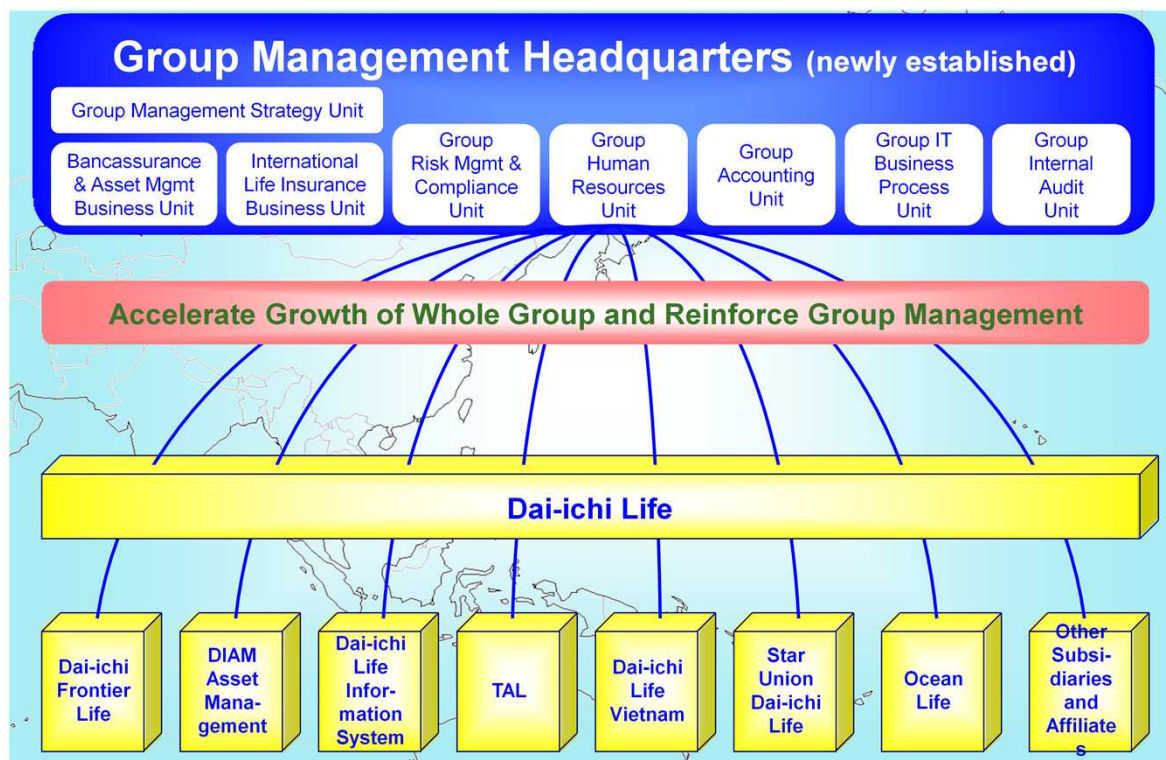 Group Management Headquarters (newly established)
Group Management Strategy Unit
Bancassurance
& Asset Mgmt
Business Unit
International
Life Insurance
Business Unit
Group
Risk Mgmt &
Compliance
Unit
Group
Human
Resources
Unit
Group
Accounting
Unit
Group IT
Business
Process
Unit
Group
Internal
Audit
Unit
Accelerate Growth of Whole Group and Reinforce Group Management
Dai-ichi Life
Dai-ichi
Frontier
Life
DIAM
Asset
Mana-
gement
Dai-ichi
Life
Infor-
mation
System
TAL
Dai-ichi
Life
Vietnam
Star
Union
Dai-ichi
Life
Ocean
Life
Other
Subsi-
diaries
and
Affiliate
s